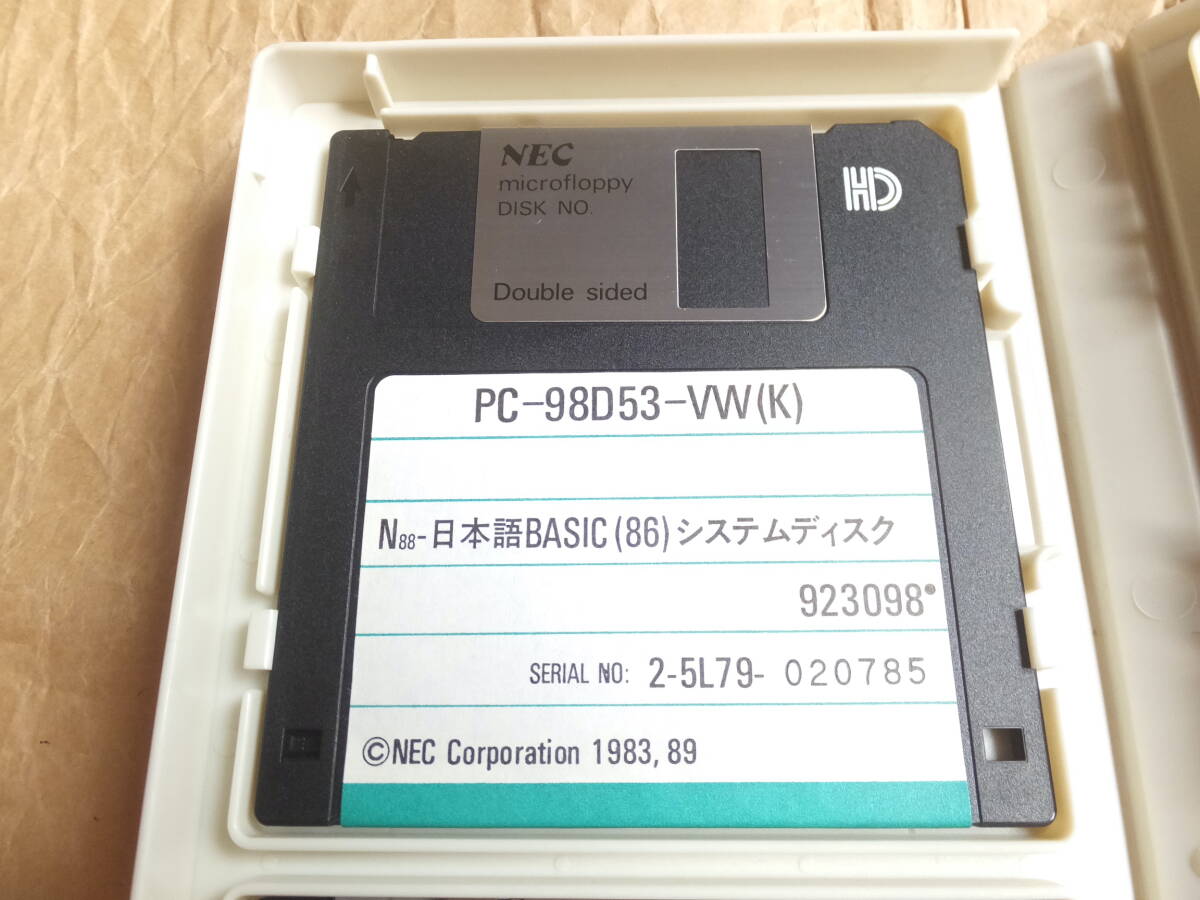 NEC
microfloppy
DISK NO.
HD
Double sided
PC-98D53-VW(K)
N88-日本語BASIC(86)システムディスク
923098
SERIAL NO: 2-5L79- 020785
©NEC Corporation 1983, 89